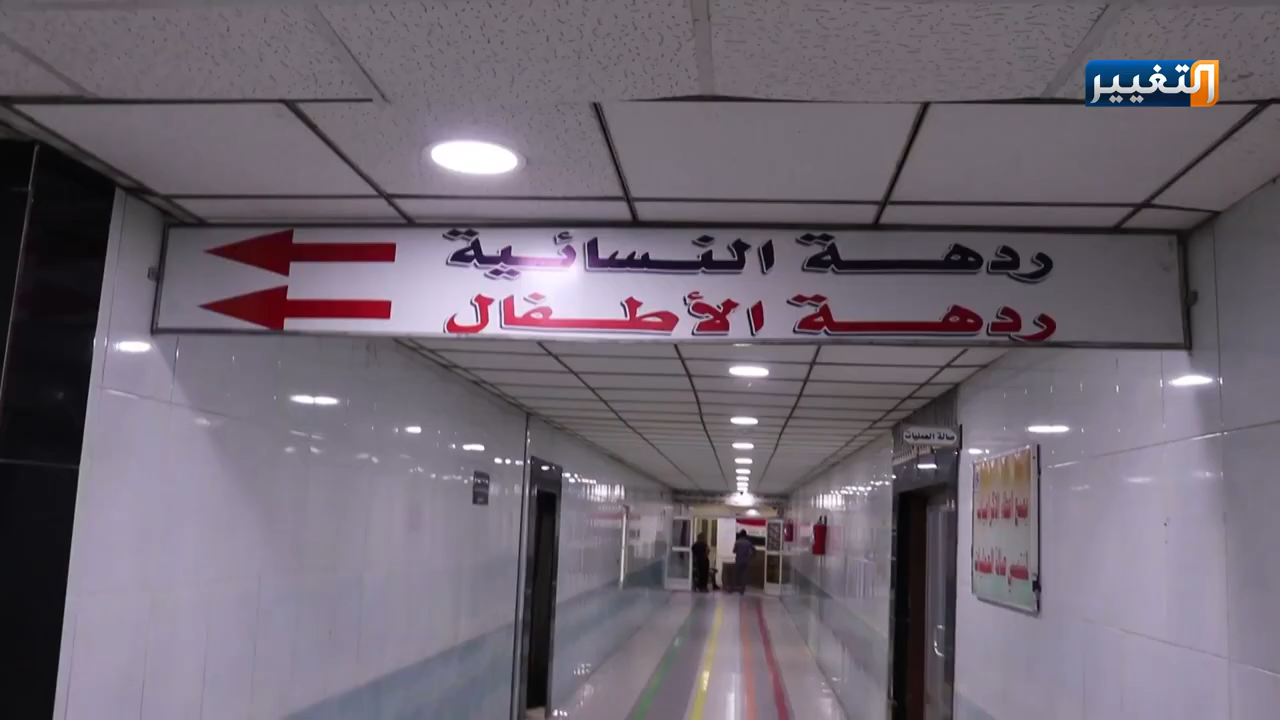 التغيير
ردهة النسائية
ردهة الأطفال
صالة العمليات